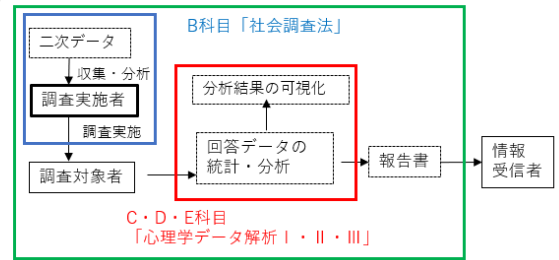 B科目「社会調査法」
二次データ
収集・分析
調査実施者
調査実施
調査対象者
分析結果の可視化
回答データの
統計・分析
報告書
情報
受信者
C・D・E科目
「心理学データ解析Ⅰ・Ⅱ・Ⅲ」